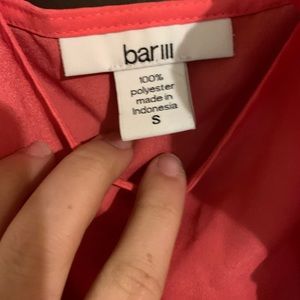 bar III
100%
polyester
made in
Indonesia
S